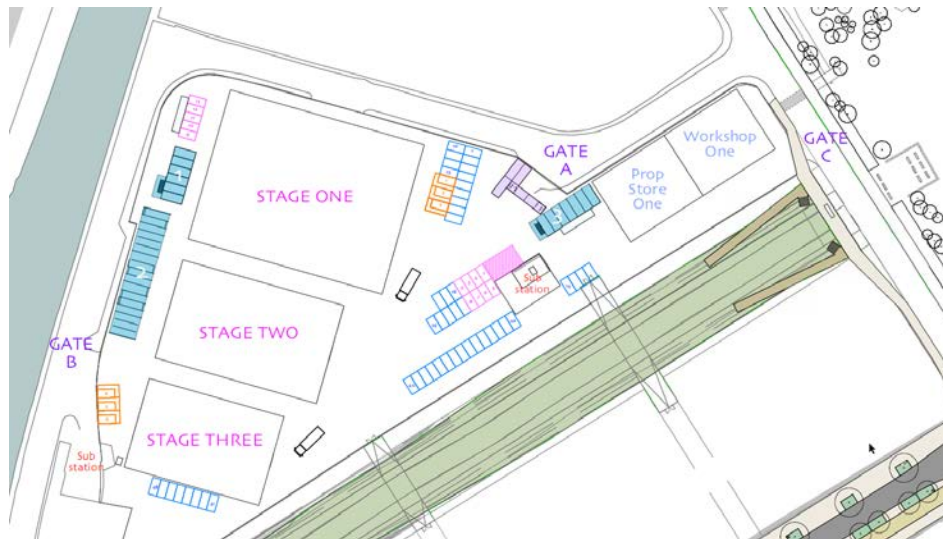 GATE
A
GATE
C
Workshop
One
Prop
Store
One
1
STAGE ONE
3
2
Sub
station
STAGE TWO
GATE
B
STAGE THREE
Sub
station